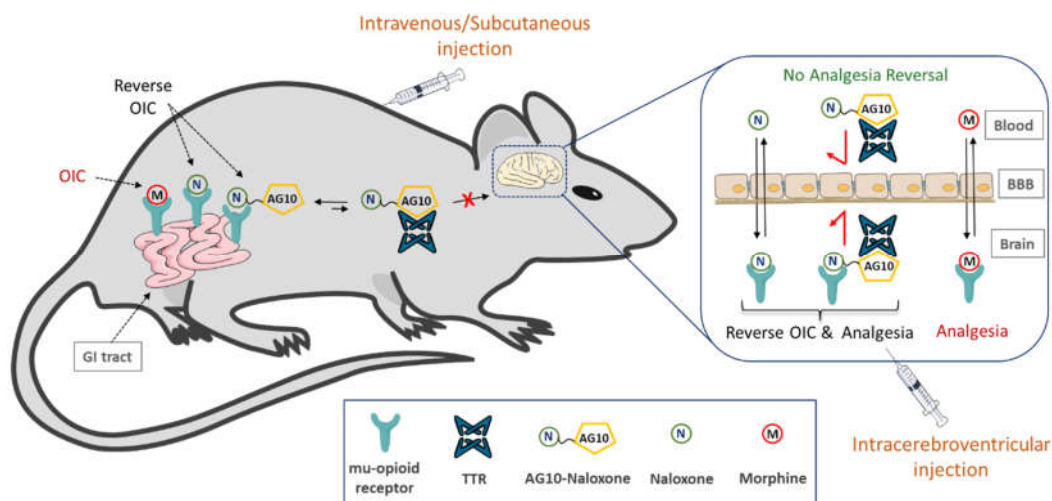 Intravenous/Subcutaneous
injection
Reverse
OIC
OIC
M
N
N
AG10
N
AG10
GI tract
No Analgesia Reversal
N
N
AG10
M
Blood
BBB
Brain
N
N
AG10
M
Reverse OIC & Analgesia
Analgesia
Intracerebroventricular
injection
N
AG10
N
M
mu-opioid
receptor
TTR
AG10-Naloxone
Naloxone
Morphine